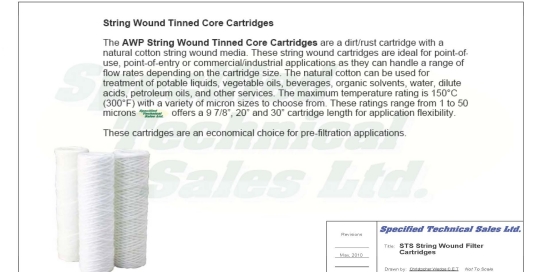 String Wound Tinned Core Cartridges
The AWP String Wound Tinned Core Cartridges are a dirt/rust cartridge with a
natural cotton string wound media. These string wound cartridges are ideal for point-of-
use, point-of-entry or commercial/industrial applications as they can handle a range of
flow rates depending on the cartridge size. The natural cotton can be used for
treatment of potable liquids, vegetable oils, beverages, organic solvents, water, dilute
acids, petroleum oils, and other services. The maximum temperature rating is 150°C
(300°F) with a variety of micron sizes to choose from. These ratings range from 1 to 50
microns offers a 9 7/8", 20" and 30" cartridge length for application flexibility.
These cartridges are an economical choice for pre-filtration applications.
Specified
Technical
Sales Ltd.
Revisions
May, 2010
Specified Technical Sales Ltd.
Title: STS String Wound Filter
Cartridges
Drawn by: C.E.T. Not To Scale